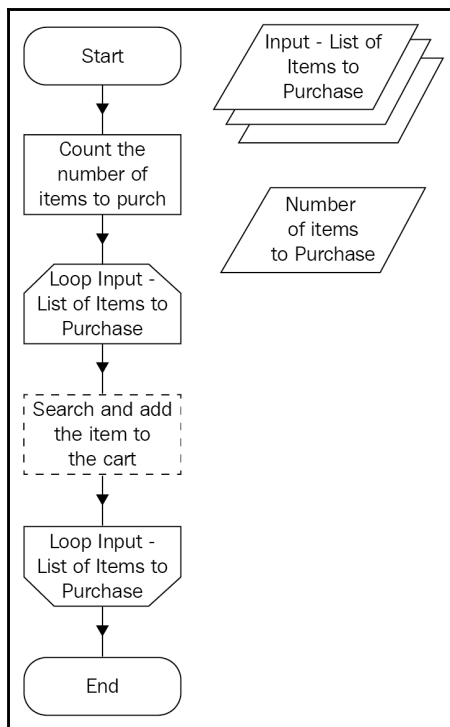 Start
Count the
number of
items to purch
Loop Input -
List of Items to
Purchase
Search and add
the item to
the cart
Loop Input -
List of Items to
Purchase
End
Input - List of
Items to
Purchase
Number
of items
to Purchase